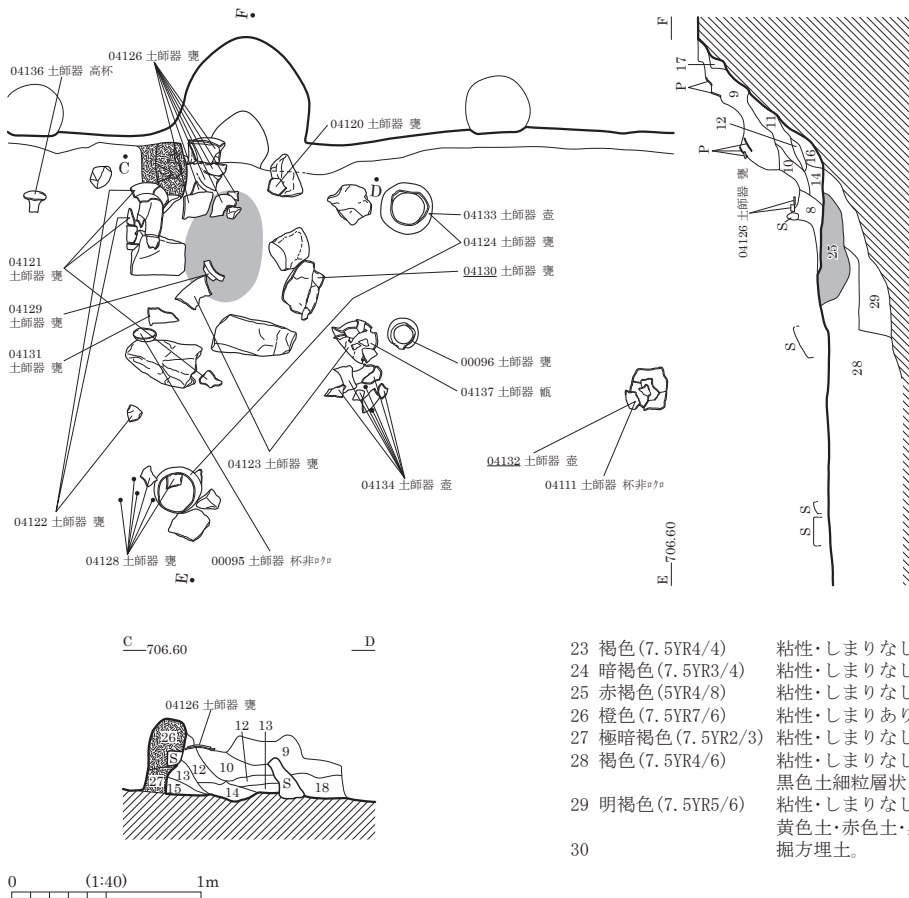 F
04136 土師器 高杯
04126 土師器 甕
04120 土師器 甕
C
D
04133 土師器 壺
04124 土師器 甕
04130 土師器 甕
04121
土師器 甕
04129
土師器 甕
04131
土師器 甕
00096 土師器 甕
04137 土師器 甑
04123 土師器 甕
04134 土師器 壺
04132 土師器 壺
04111 土師器 杯非ロクロ
04122 土師器 甕
04128 土師器 甕
00095 土師器 杯非ロクロ
E
F
17
P
9
12
11
P
16
10
14
04126 土師器 甕
8
S
25
29
S
28
S
S
E 706.60
C 706.60 D
04126 土師器 甕
12 13
26
9
S
12
10
13
27
15
14
S
18
0 (1:40) 1m
23 褐色(7.5YR4/4) 粘性・しまりなし
24 暗褐色(7.5YR3/4) 粘性・しまりなし
25 赤褐色(5YR4/8) 粘性・しまりなし
26 橙色(7.5YR7/6) 粘性・しまりあり
27 極暗褐色(7.5YR2/3) 粘性・しまりなし
28 褐色(7.5YR4/6) 粘性・しまりなし
黒色土細粒層状
29 明褐色(7.5YR5/6) 粘性・しまりなし
黄色土・赤色土・
30 掘方埋土。